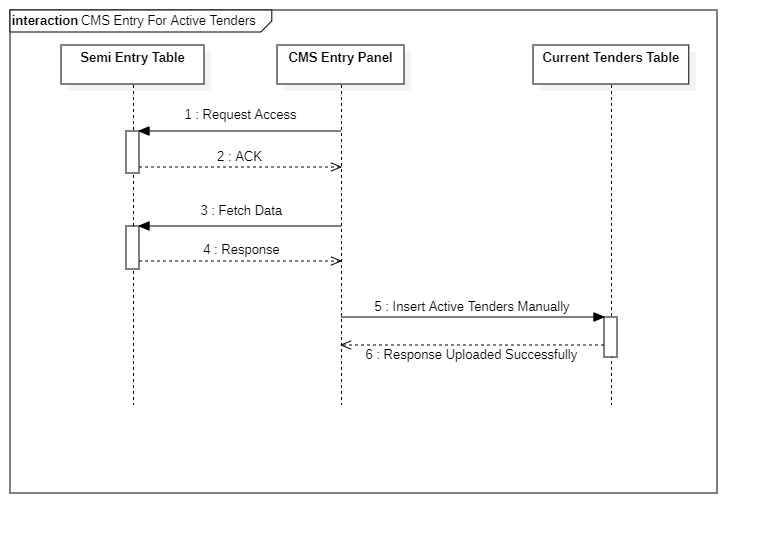 interaction CMS Entry For Active Tenders
Semi Entry Table
CMS Entry Panel
Current Tenders Table
1 : Request Access
2 : ACK
3 : Fetch Data
4 : Response
5 : Insert Active Tenders Manually
6 : Response Uploaded Successfully